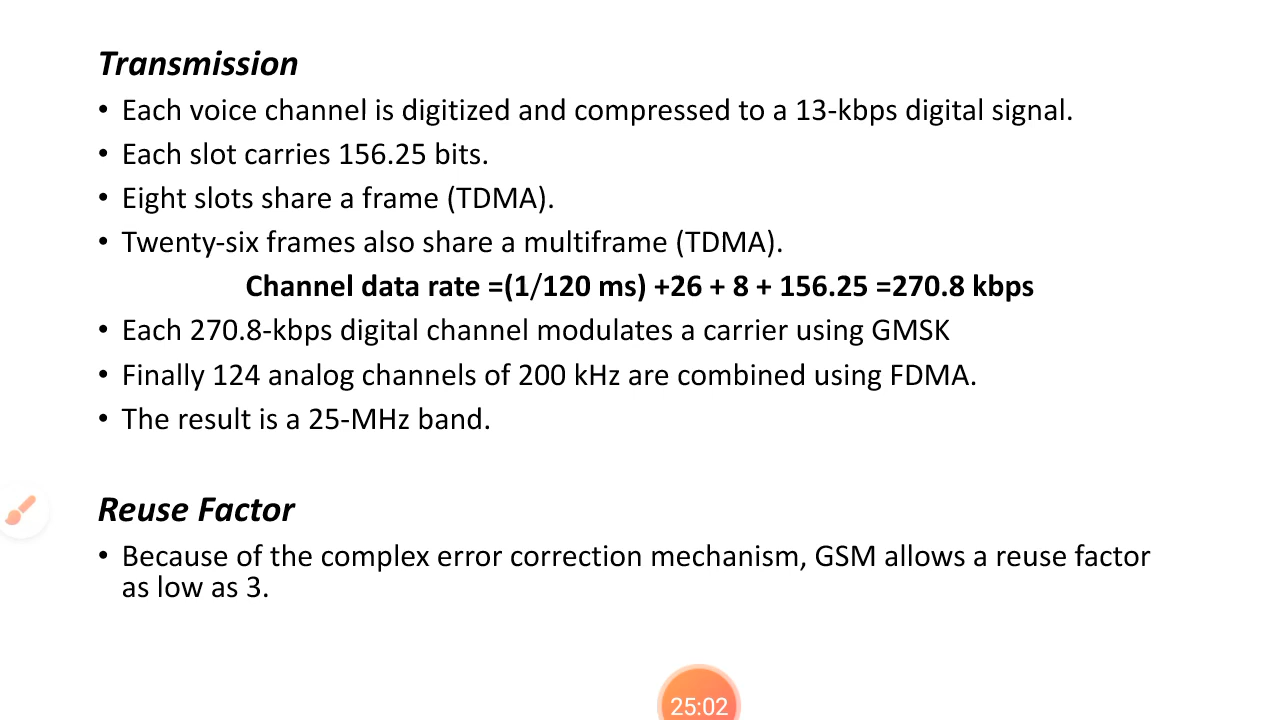 Transmission
• Each voice channel is digitized and compressed to a 13-kbps digital signal.
• Each slot carries 156.25 bits.
• Eight slots share a frame (TDMA).
• Twenty-six frames also share a multiframe (TDMA).
Channel data rate =(1/120 ms) +26 + 8 + 156.25 =270.8 kbps
• Each 270.8-kbps digital channel modulates a carrier using GMSK
• Finally 124 analog channels of 200 kHz are combined using FDMA.
• The result is a 25-MHz band.
Reuse Factor
• Because of the complex error correction mechanism, GSM allows a reuse factor
as low as 3.
25:02